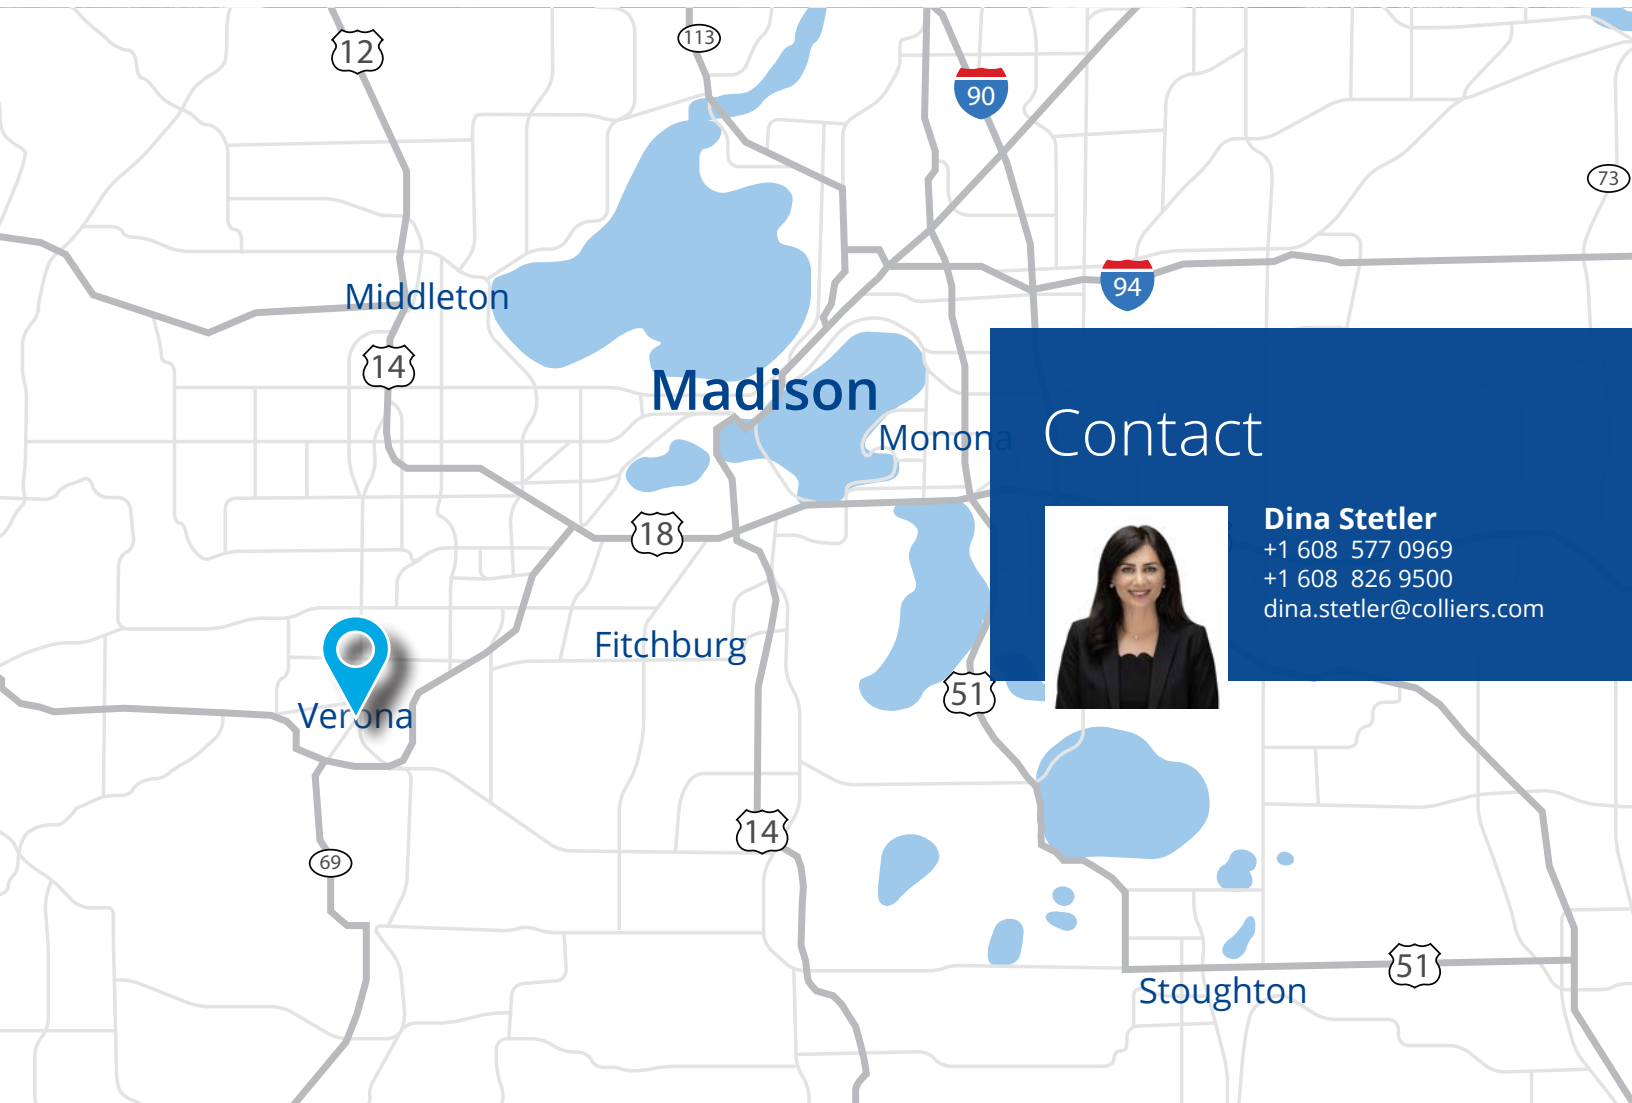 12
113
90
73
94
Middleton
14
Madison
Monona
Contact
Dina Stetler
+1 608 577 0969
+1 608 826 9500
dina.stetler@colliers.com
18
Fitchburg
51
Verona
14
69
51
Stoughton